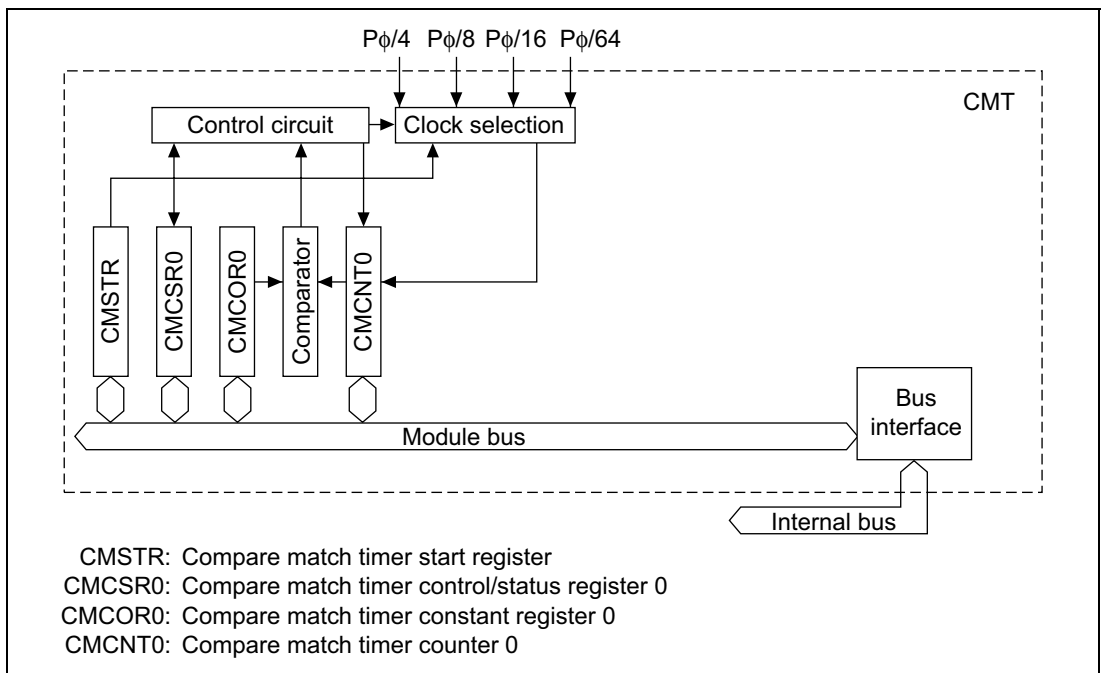 Pϕ/4 Pϕ/8 Pϕ/16 Pϕ/64
CMT
Control circuit
Clock selection
CMSTR
CMCSR0
CMCOR0
Comparator
CMCNT0
Bus
interface
Module bus
Internal bus
CMSTR: Compare match timer start register
CMCSR0: Compare match timer control/status register 0
CMCOR0: Compare match timer constant register 0
CMCNT0: Compare match timer counter 0